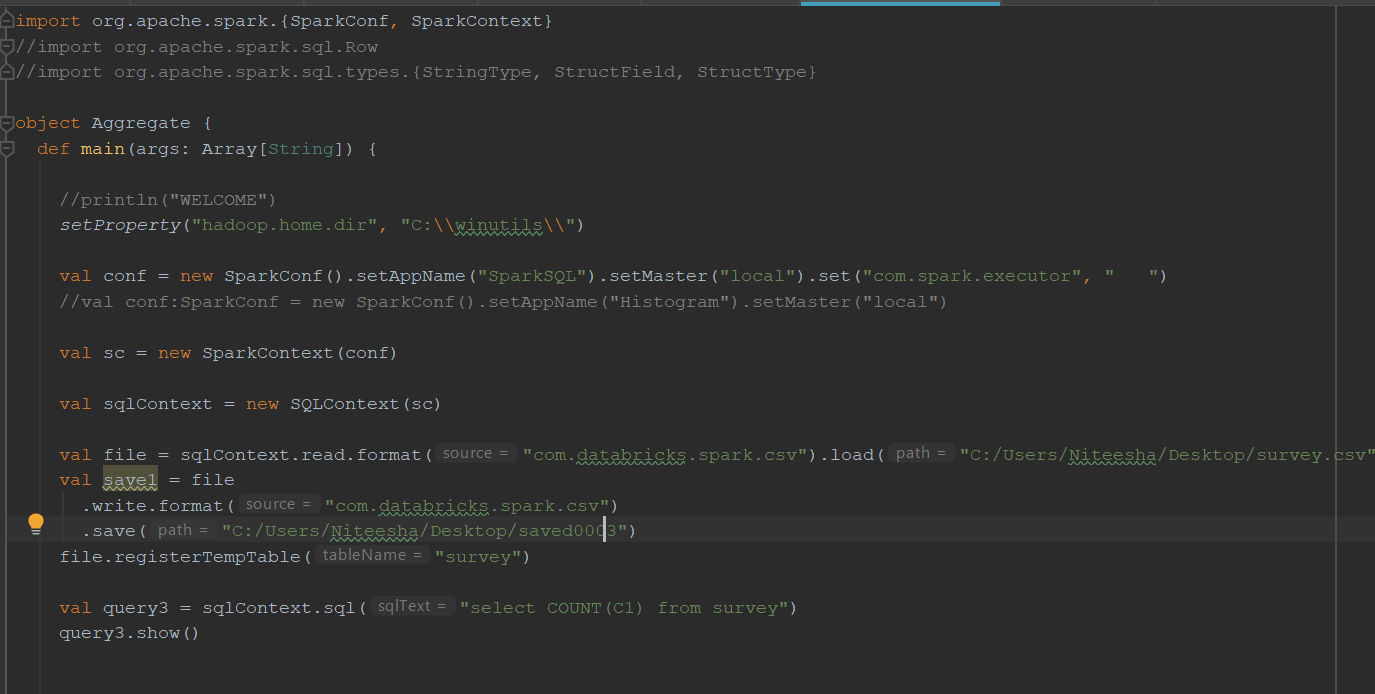 import org.apache.spark.{SparkConf, SparkContext}
//import org.apache.spark.sql.Row
//import org.apache.spark.sql.types.{StringType, StructField, StructType}
object Aggregate {
def main(args: Array[String]) {
//println("WELCOME")
setProperty("hadoop.home.dir", "C:\\winutils\\")
val conf = new SparkConf().setAppName("SparkSQL").setMaster("local").set("com.spark.executor", "   ")
//val conf:SparkConf = new SparkConf().setAppName("Histogram").setMaster("local")
val sc = new SparkContext(conf)
val sqlContext = new SQLContext(sc)
val file = sqlContext.read.format( source = "com.databricks.spark.csv").load( path = "C:/Users/Niteesha/Desktop/survey.csv"
val save1 = file
.write.format( source = "com.databricks.spark.csv")
.save( path = "C:/Users/Niteesha/Desktop/saved0003")
file.registerTempTable( tableName = "survey")
val query3 = sqlContext.sql( sqlText = "select COUNT(C1) from survey")
query3.show()